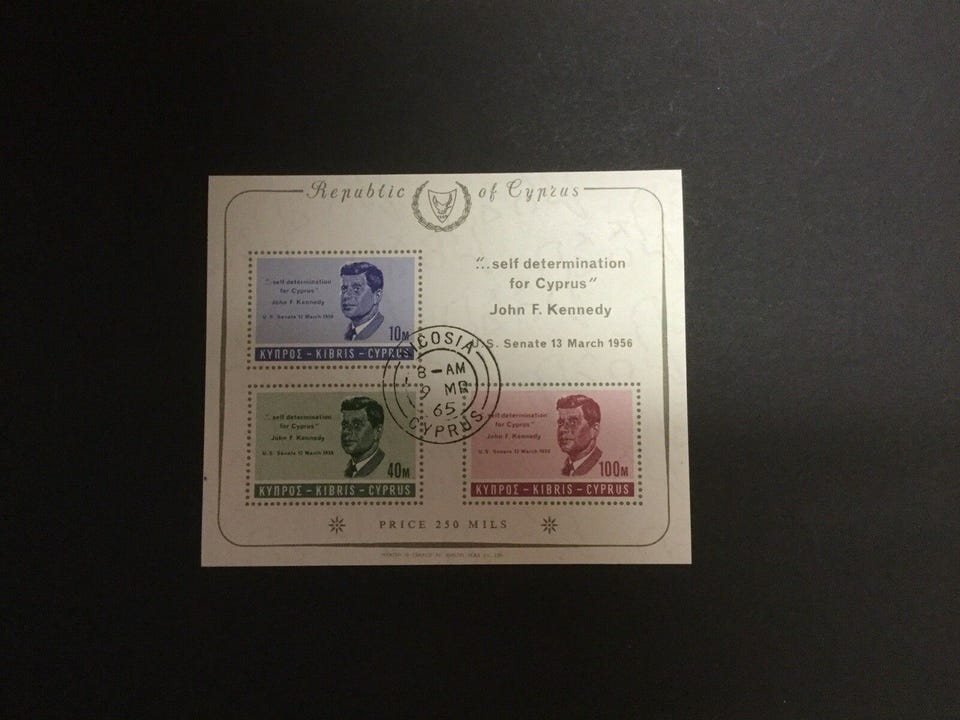 Republic of Cyprus
"...self determination
for Cyprus"
John F. Kennedy
U.S. Senate 13 March 1956
"...self determination
for Cyprus"
John F. Kennedy
U.S. Senate 13 March 1956
10M
ΚΥΠΡΟΣ – KIBRIS – CYPRUS
NICOSIA
8 – AM
9 MR
65
CYPRUS
"...self determination
for Cyprus"
John F. Kennedy
U.S. Senate 13 March 1956
40M
ΚΥΠΡΟΣ – KIBRIS – CYPRUS
"...self determination
for Cyprus"
John F. Kennedy
U.S. Senate 13 March 1956
100M
ΚΥΠΡΟΣ – KIBRIS – CYPRUS
PRICE 250 MILS